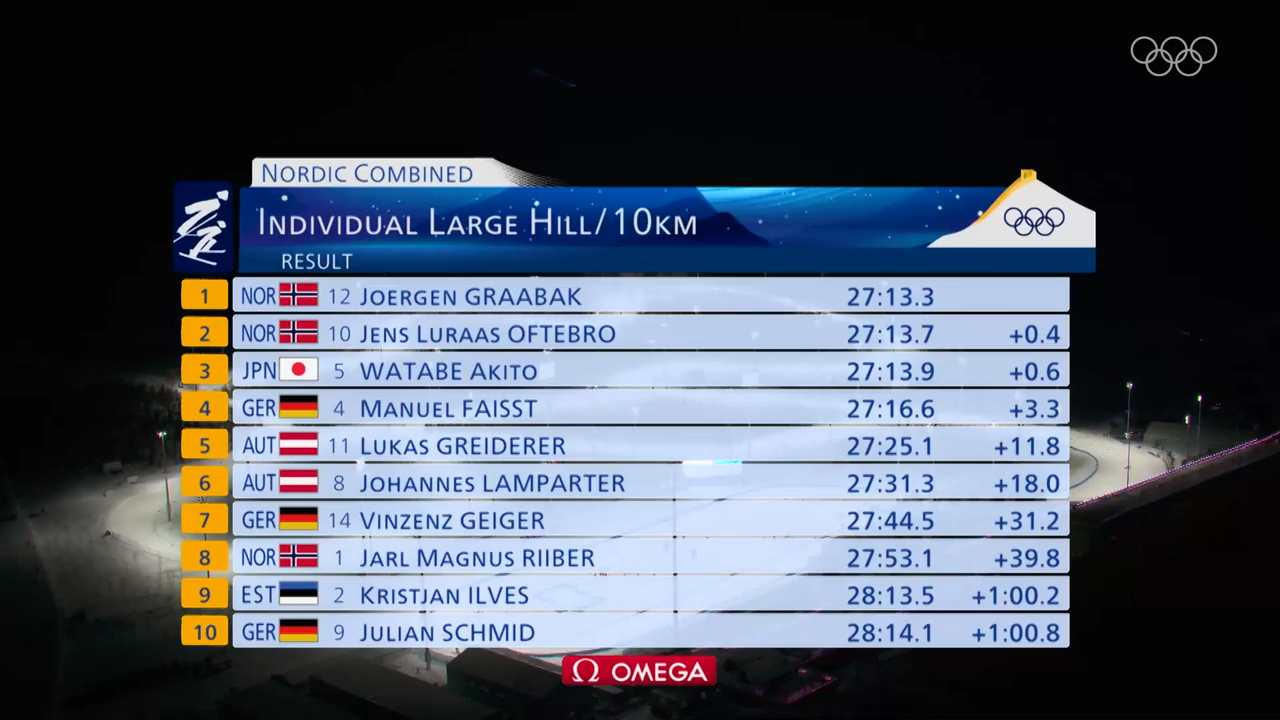 NORDIC COMBINED
INDIVIDUAL LARGE HILL/10KM
RESULT
1 NOR 12 JOERGEN GRAABAK 27:13.3
2 NOR 10 JENS LURAAS OFTEBRO 27:13.7 +0.4
3 JPN 5 WATABE AKITO 27:13.9 +0.6
4 GER 4 MANUEL FAISST 27:16.6 +3.3
5 AUT 11 LUKAS GREIDERER 27:25.1 +11.8
6 AUT 8 JOHANNES LAMPARTER 27:31.3 +18.0
7 GER 14 VINZENZ GEIGER 27:44.5 +31.2
8 NOR 1 JARL MAGNUS RIIBER 27:53.1 +39.8
9 EST 2 KRISTJAN ILVES 28:13.5 +1:00.2
10 GER 9 JULIAN SCHMID 28:14.1 +1:00.8
Ω OMEGA